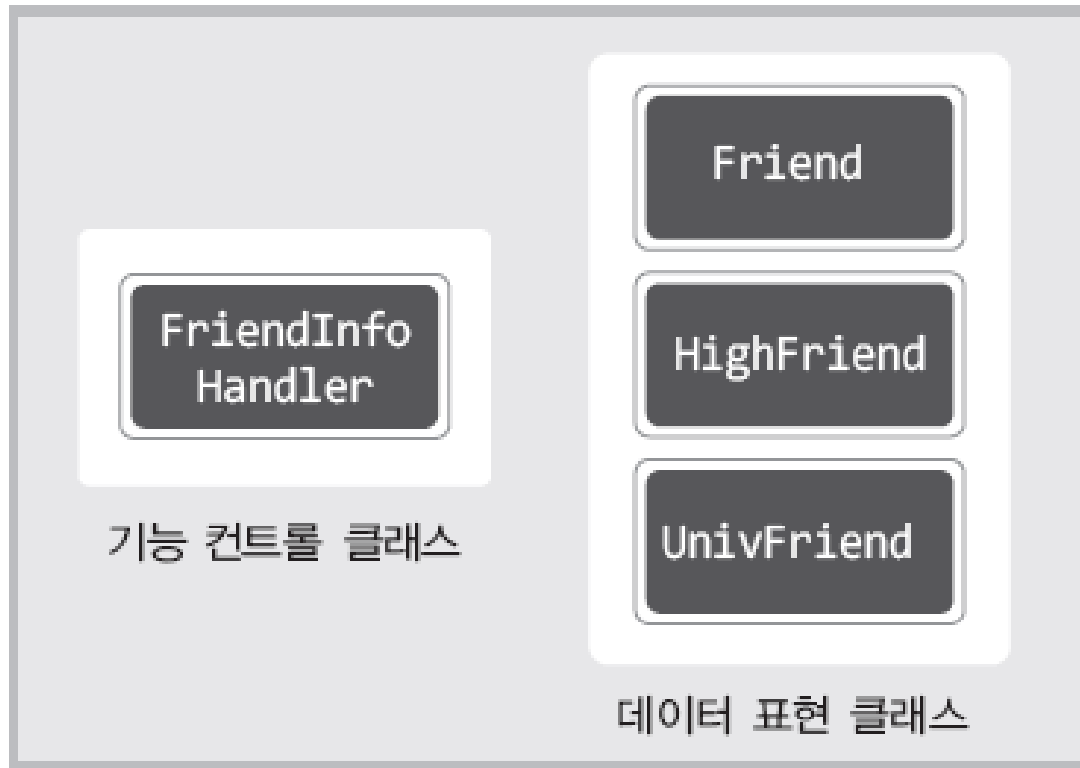 FriendInfo
Handler
기능 컨트롤 클래스
Friend
HighFriend
UnivFriend
데이터 표현 클래스